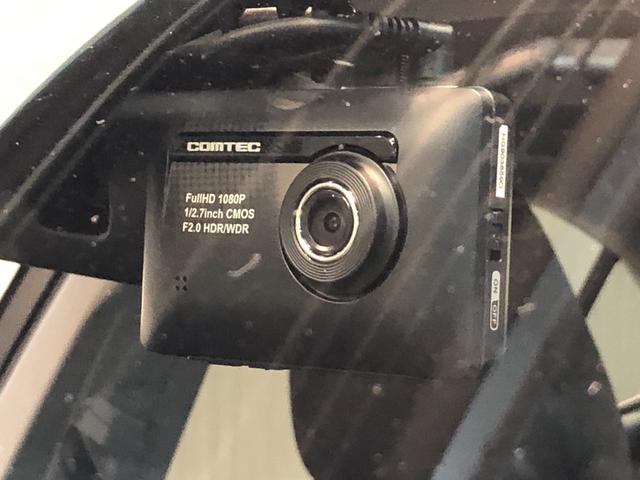 COMTEC
FullHD 1080P
1/2.7inch CMOS
F2.0 HDR/WDR
ON OFF